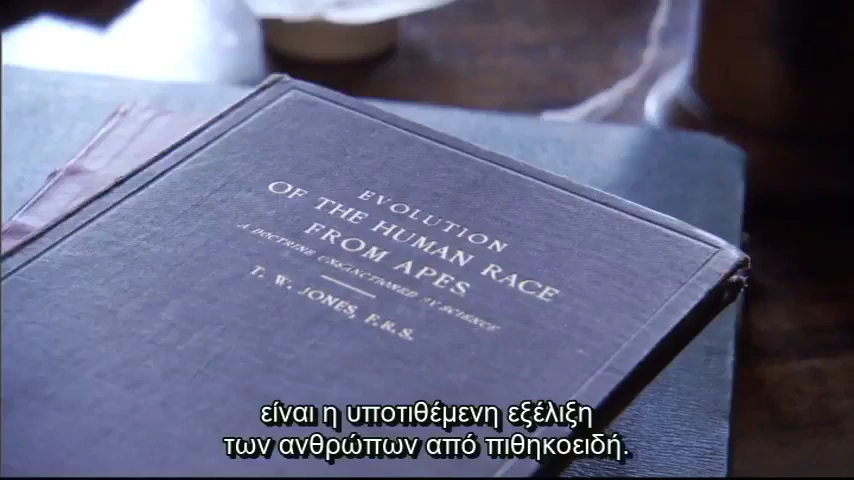 EVOLUTION
OF THE HUMAN RACE
FROM APES
A DOCTRINE UNSANCTIONED BY SCIENCE
T. W. JONES, F.R.S.
είναι η υποτιθέμενη εξέλιξη
των ανθρώπων από πιθηκοειδή.